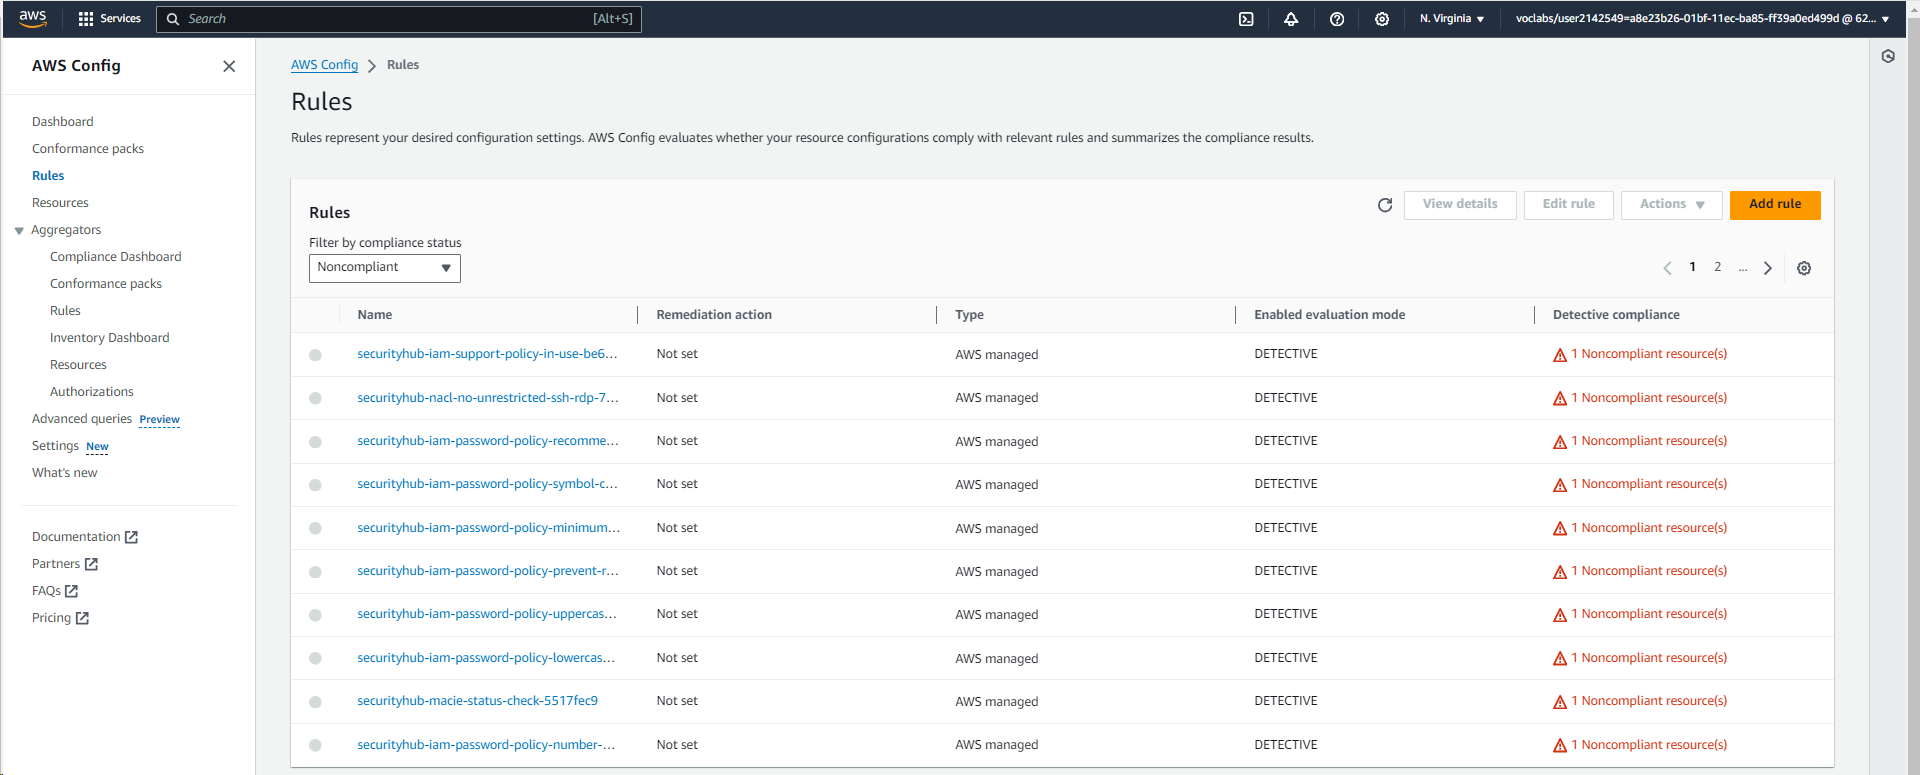 aws Services Search [Alt+S] N. Virginia voclabs/user2142549=a8e23b26-01bf-11ec-ba85-ff39a0ed499d @ 62...
AWS Config
Dashboard
Conformance packs
Rules
Resources
Aggregators
Compliance Dashboard
Conformance packs
Rules
Inventory Dashboard
Resources
Authorizations
Advanced queries Preview
Settings New
What's new
Documentation
Partners
FAQs
Pricing
AWS Config Rules
Rules
Rules represent your desired configuration settings. AWS Config evaluates whether your resource configurations comply with relevant rules and summarizes the compliance results.
Rules View details Edit rule Actions Add rule
Filter by compliance status
Noncompliant 1 2 ...
Name Remediation action Type Enabled evaluation mode Detective compliance
securityhub-iam-support-policy-in-use-be6... Not set AWS managed DETECTIVE 1 Noncompliant resource(s)
securityhub-nacl-no-unrestricted-ssh-rdp-7... Not set AWS managed DETECTIVE 1 Noncompliant resource(s)
securityhub-iam-password-policy-recomme... Not set AWS managed DETECTIVE 1 Noncompliant resource(s)
securityhub-iam-password-policy-symbol-c... Not set AWS managed DETECTIVE 1 Noncompliant resource(s)
securityhub-iam-password-policy-minimum... Not set AWS managed DETECTIVE 1 Noncompliant resource(s)
securityhub-iam-password-policy-prevent-r... Not set AWS managed DETECTIVE 1 Noncompliant resource(s)
securityhub-iam-password-policy-uppercas... Not set AWS managed DETECTIVE 1 Noncompliant resource(s)
securityhub-iam-password-policy-lowercas... Not set AWS managed DETECTIVE 1 Noncompliant resource(s)
securityhub-macie-status-check-5517fec9 Not set AWS managed DETECTIVE 1 Noncompliant resource(s)
securityhub-iam-password-policy-number-... Not set AWS managed DETECTIVE 1 Noncompliant resource(s)